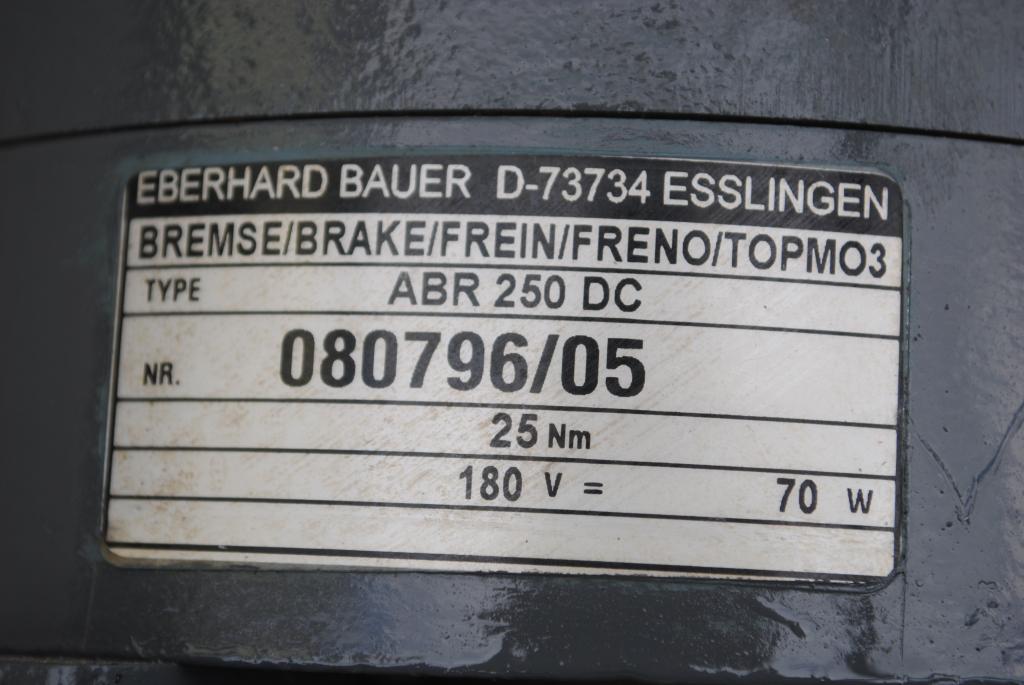 EBERHARD BAUER D-73734 ESSLINGEN
BREMSE/BRAKE/FREIN/FRENO/TOPMO3
TYPE ABR 250 DC
NR. 080796/05
25 Nm
180 V = 70 W